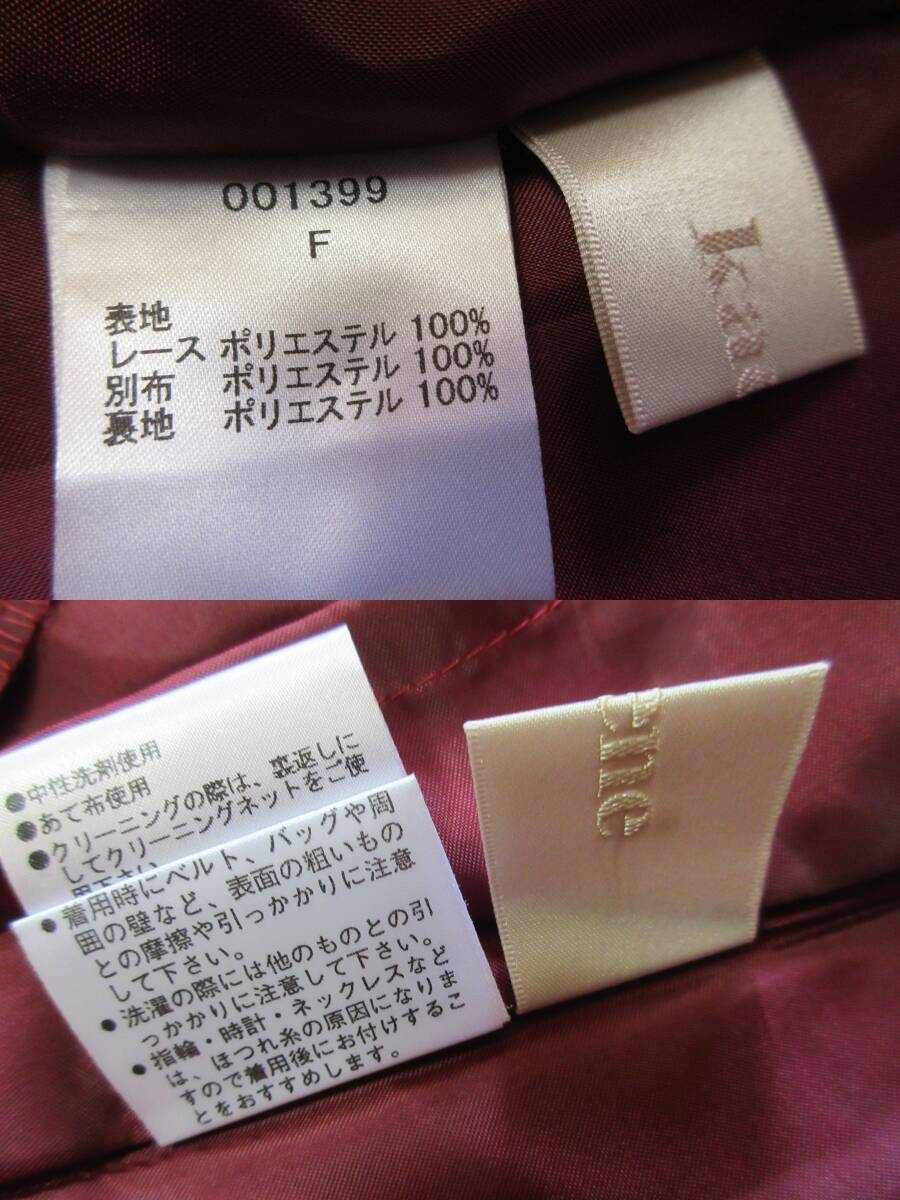 001399
F
表地
レース ポリエステル 100%
別布 ポリエステル 100%
裏地 ポリエステル 100%
●中性洗剤使用
●あて布使用
●クリーニングの際は、裏返しに
してクリーニングネットをご使
用下さい
●着用時にベルト、バッグや周
囲の壁など、表面の粗いもの
との摩擦や引っかかりに注意
して下さい。
●洗濯の際には他のものとの引
っかかりに注意して下さい。
●指輪・時計・ネックレスなど
は、ほつれ糸の原因になりま
すので着用後にお付けするこ
とをおすすめします。